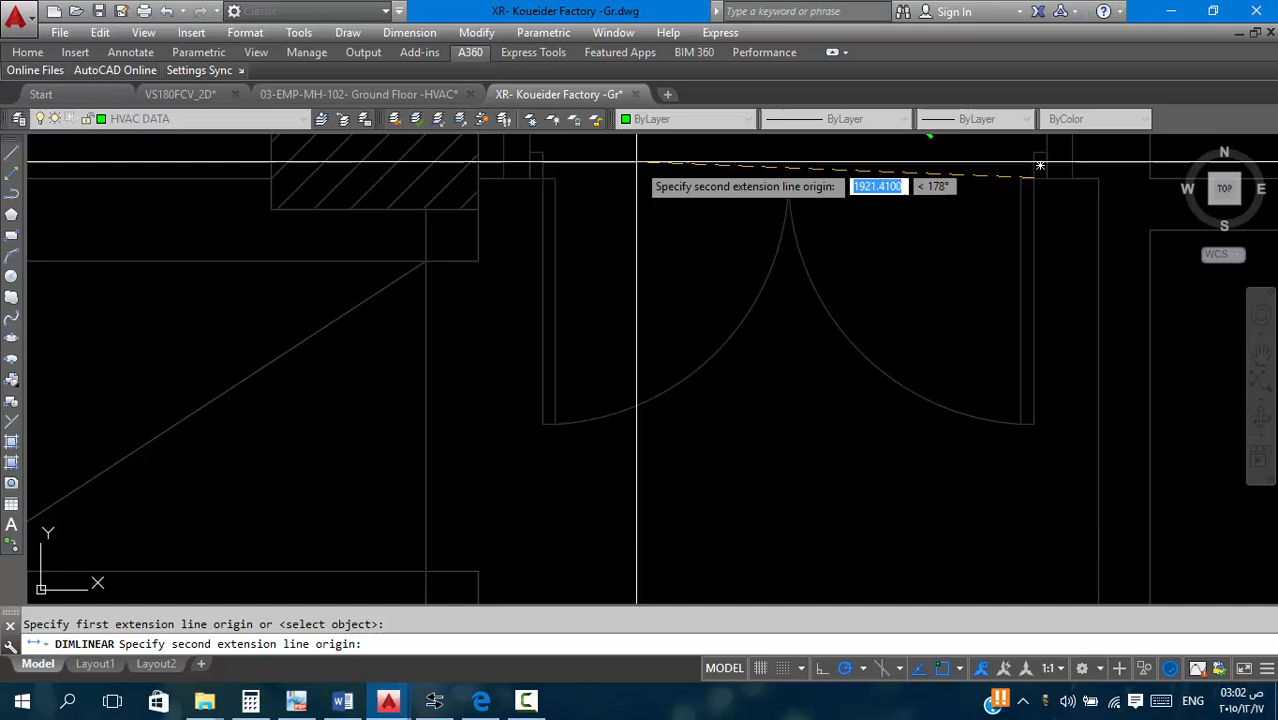 Classic
XR- Koueider Factory -Gr.dwg
Type a keyword or phrase
Sign In
File Edit View Insert Format Tools Draw Dimension Modify Parametric Window Help Express
Home Insert Annotate Parametric View Manage Output Add-ins A360 Express Tools Featured Apps BIM 360 Performance
Online Files AutoCAD Online Settings Sync
Start VS180FCV_2D* 03-EMP-MH-102- Ground Floor -HVAC* XR- Koueider Factory -Gr*
HVAC DATA ByLayer ByLayer ByLayer ByColor
N
W TOP E
S
WCS
Specify second extension line origin: 1921.4100 < 178°
Y
X
Specify first extension line origin or <select object>:
DIMLINEAR Specify second extension line origin:
Model Layout1 Layout2 MODEL 1:1
ENG
03:02 ص
٢٠١٥/١٢/١٧